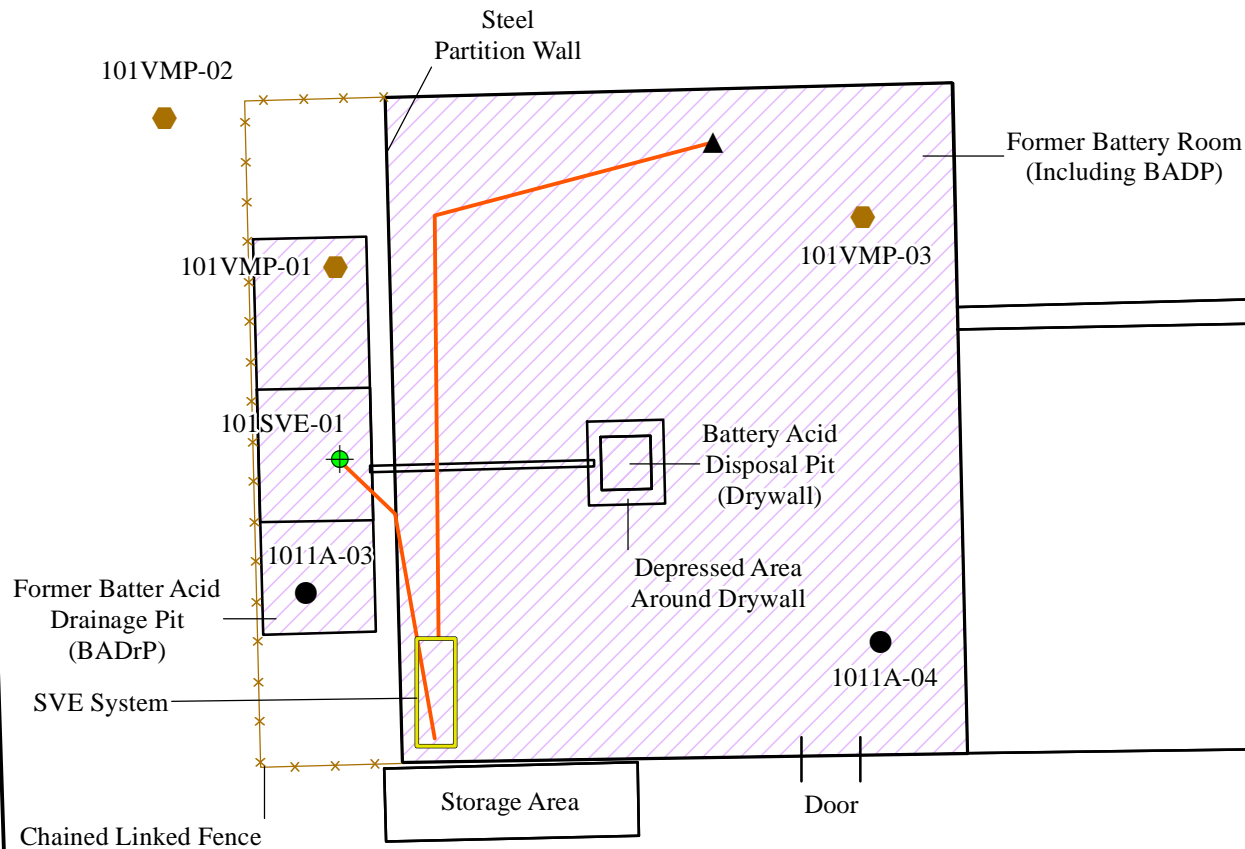 Steel
Partition Wall
101VMP-02
Former Battery Room
(Including BADP)
101VMP-01
101VMP-03
101SVE-01
Battery Acid
Disposal Pit
(Drywall)
1011A-03
Depressed Area
Around Drywall
Former Batter Acid
Drainage Pit
(BADrP)
1011A-04
SVE System
Storage Area
Door
Chained Linked Fence